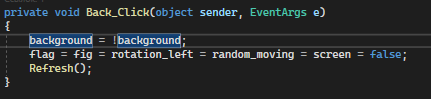 private void Back_Click(object sender, EventArgs e)
{
background = !background;
flag = fig = rotation_left = random_moving = screen = false;
Refresh();
}